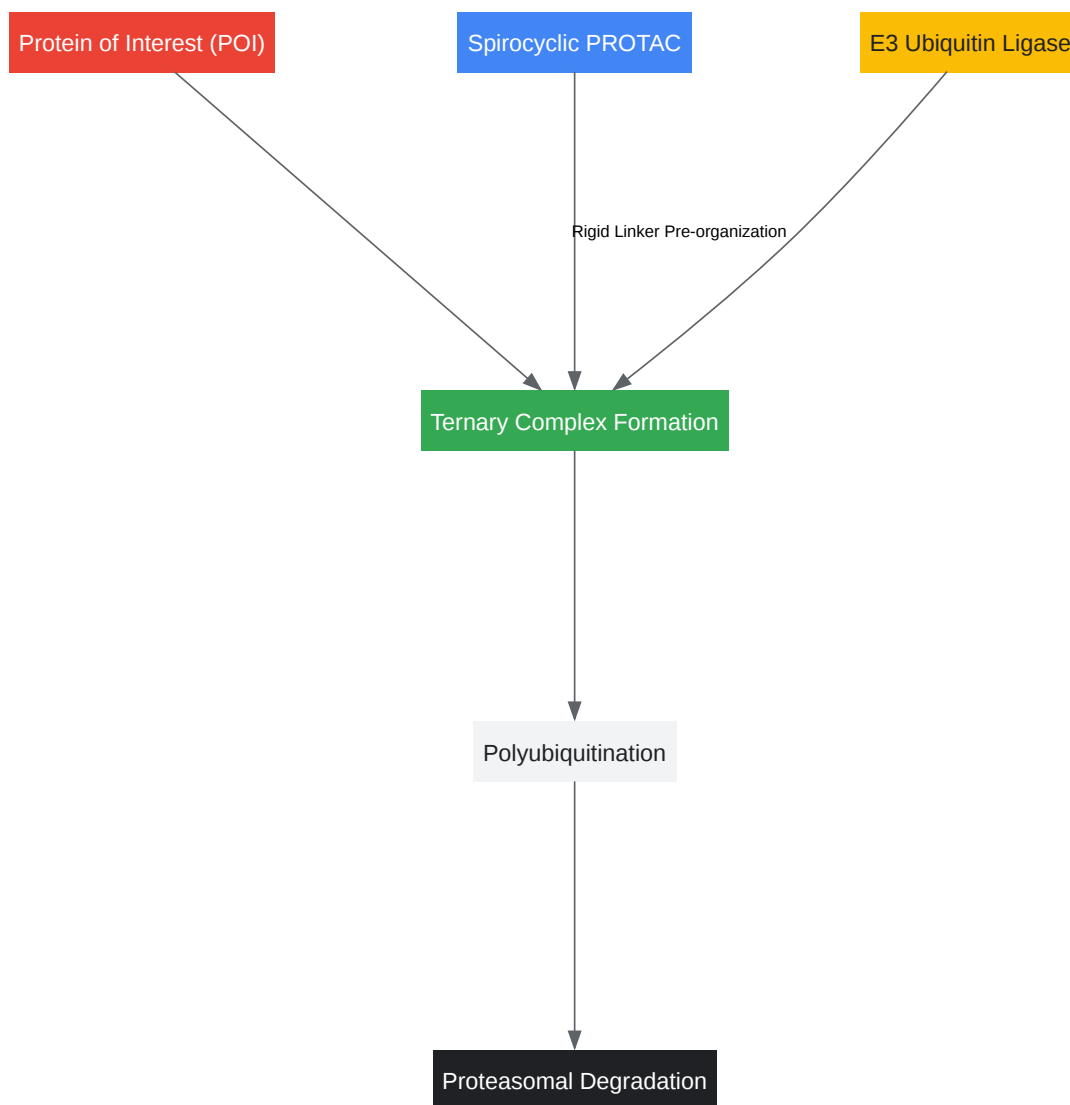 Protein of Interest (POI)
Spirocyclic PROTAC
E3 Ubiquitin Ligase
Rigid Linker Pre-organization
Ternary Complex Formation
Polyubiquitination
Proteasomal Degradation